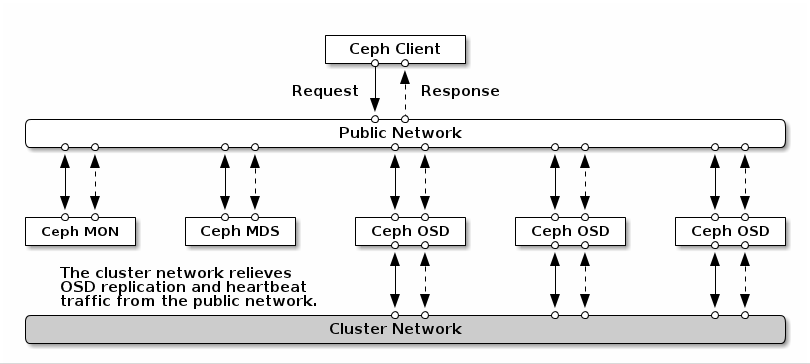 Ceph Client
Request
Response
Public Network
Ceph MON
Ceph MDS
Ceph OSD
Ceph OSD
Ceph OSD
The cluster network relieves
OSD replication and heartbeat
traffic from the public network.
Cluster Network